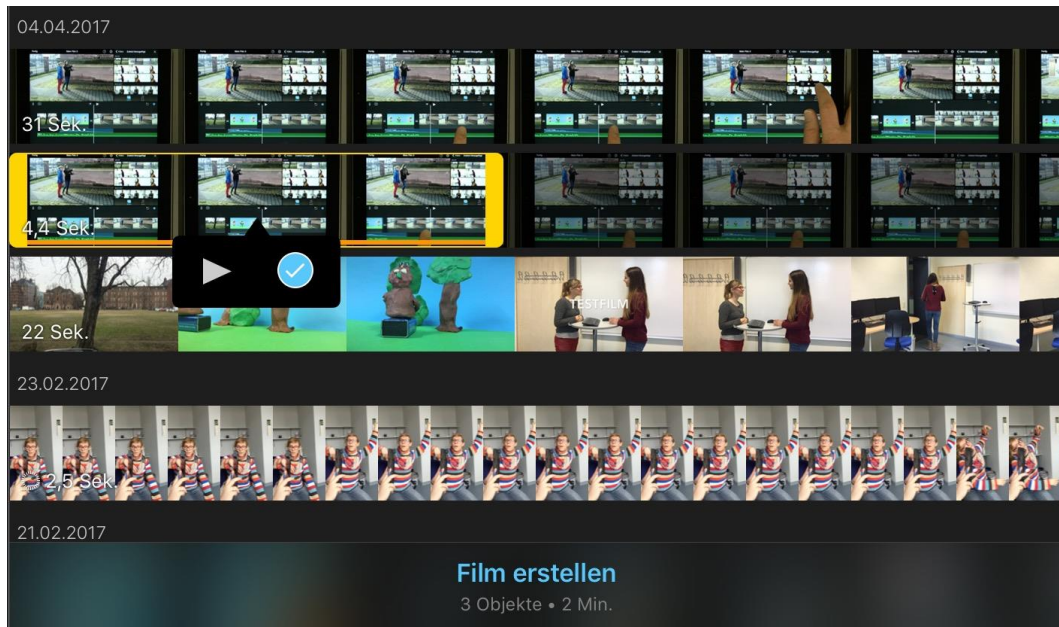 04.04.2017
31 Sek.
4,4 Sek.
22 Sek.
TESTFILM
23.02.2017
2,5 Sek.
21.02.2017
Film erstellen
3 Objekte • 2 Min.